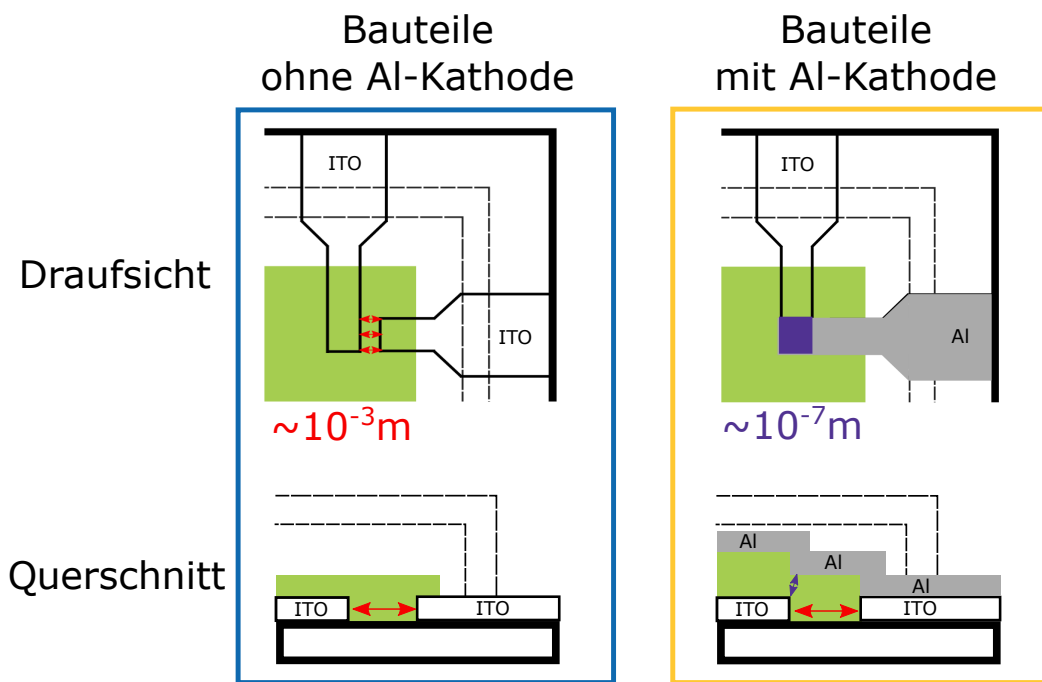 Bauteile
ohne Al-Kathode
Bauteile
mit Al-Kathode
Draufsicht
ITO
ITO
~10⁻³m
ITO
Al
~10⁻⁷m
Querschnitt
ITO
ITO
Al
Al
Al
ITO
ITO